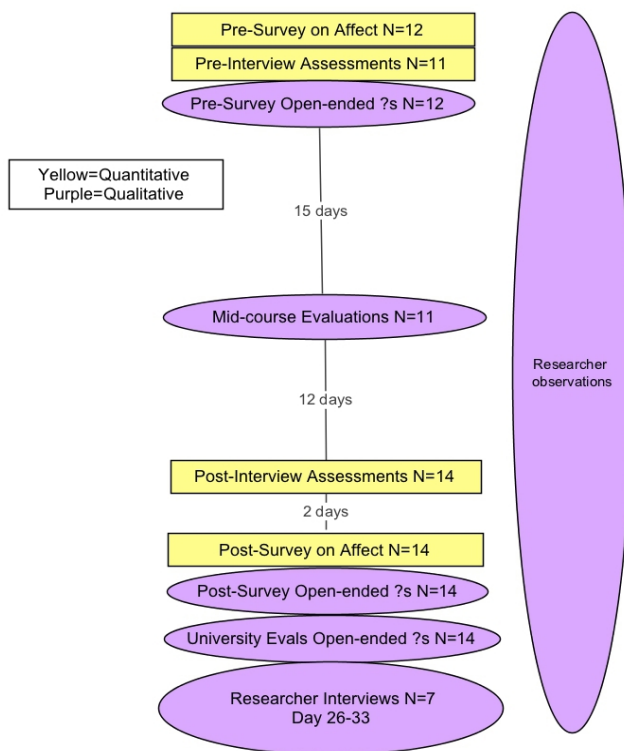 Pre-Survey on Affect N=12
Pre-Interview Assessments N=11
Pre-Survey Open-ended ?s N=12
Yellow=Quantitative
Purple=Qualitative
15 days
Mid-course Evaluations N=11
Researcher
observations
12 days
Post-Interview Assessments N=14
2 days
Post-Survey on Affect N=14
Post-Survey Open-ended ?s N=14
University Evals Open-ended ?s N=14
Researcher Interviews N=7
Day 26-33